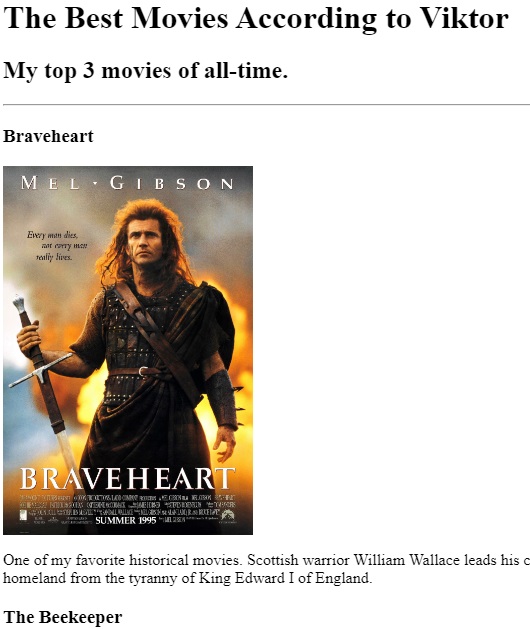 The Best Movies According to Viktor
My top 3 movies of all-time.
Braveheart
MEL · GIBSON
Every man dies,
not every man
really lives.
BRAVEHEART
SUMMER 1995
One of my favorite historical movies. Scottish warrior William Wallace leads his c
homeland from the tyranny of King Edward I of England.
The Beekeeper